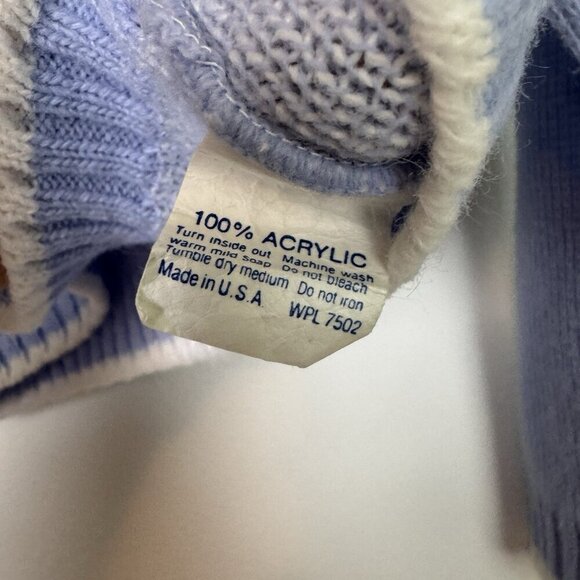 100% ACRYLIC
Turn inside out Machine wash
warm mild soap Do not bleach
Tumble dry medium Do not iron
Made in U.S.A. WPL 7502